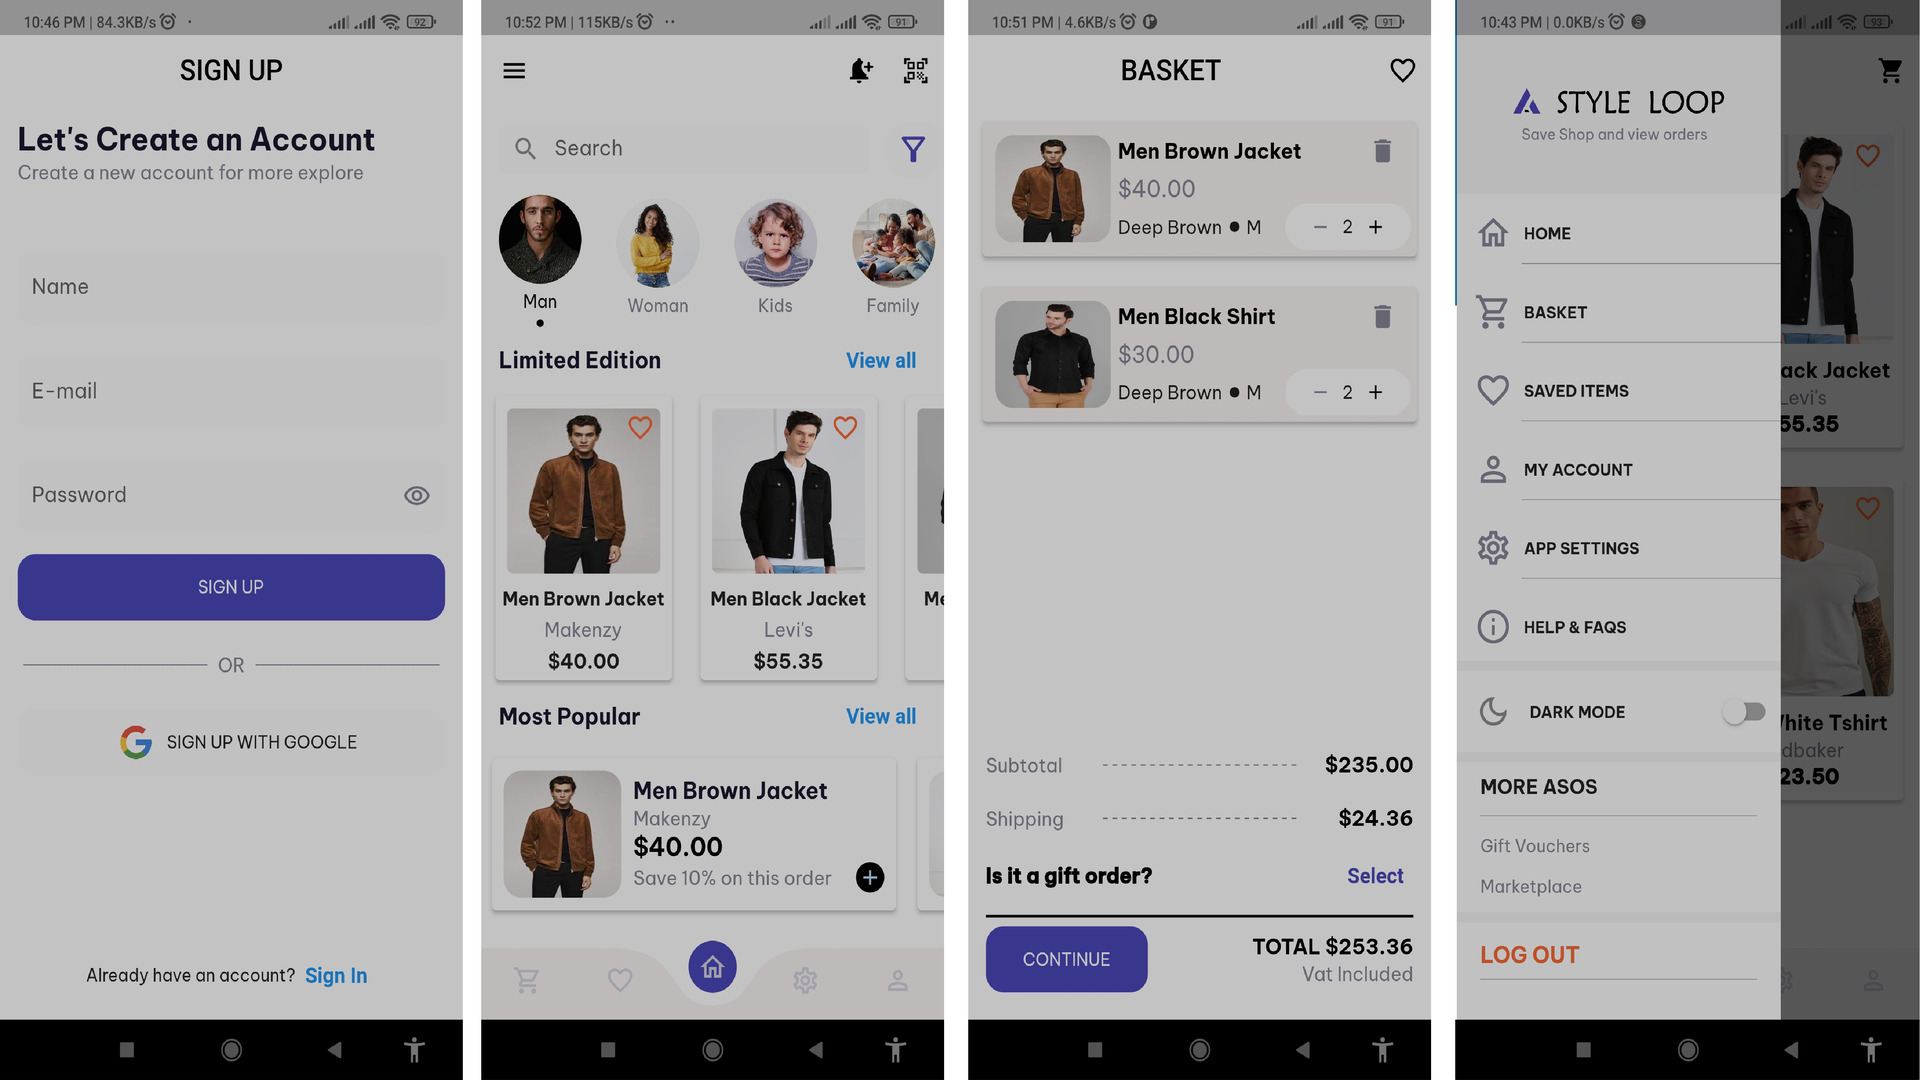 10:46 PM | 84.3KB/s
92
SIGN UP
Let's Create an Account
Create a new account for more explore
Name
E-mail
Password
SIGN UP
OR
SIGN UP WITH GOOGLE
Already have an account? Sign In
10:52 PM | 115KB/s
91
Search
Man
Woman
Kids
Family
Limited Edition
View all
Men Brown Jacket
Makenzy
$40.00
Men Black Jacket
Levi's
$55.35
Me
Most Popular
View all
Men Brown Jacket
Makenzy
$40.00
Save 10% on this order
10:51 PM | 4.6KB/s
91
BASKET
Men Brown Jacket
$40.00
Deep Brown ● M
2
Men Black Shirt
$30.00
Deep Brown ● M
2
Subtotal
$235.00
Shipping
$24.36
Is it a gift order?
Select
CONTINUE
TOTAL $253.36
Vat Included
10:43 PM | 0.0KB/s
93
STYLE LOOP
Save Shop and view orders
HOME
BASKET
SAVED ITEMS
MY ACCOUNT
APP SETTINGS
HELP & FAQS
DARK MODE
MORE ASOS
Gift Vouchers
Marketplace
LOG OUT
ack Jacket
Levi's
55.35
hite Tshirt
dbaker
23.50